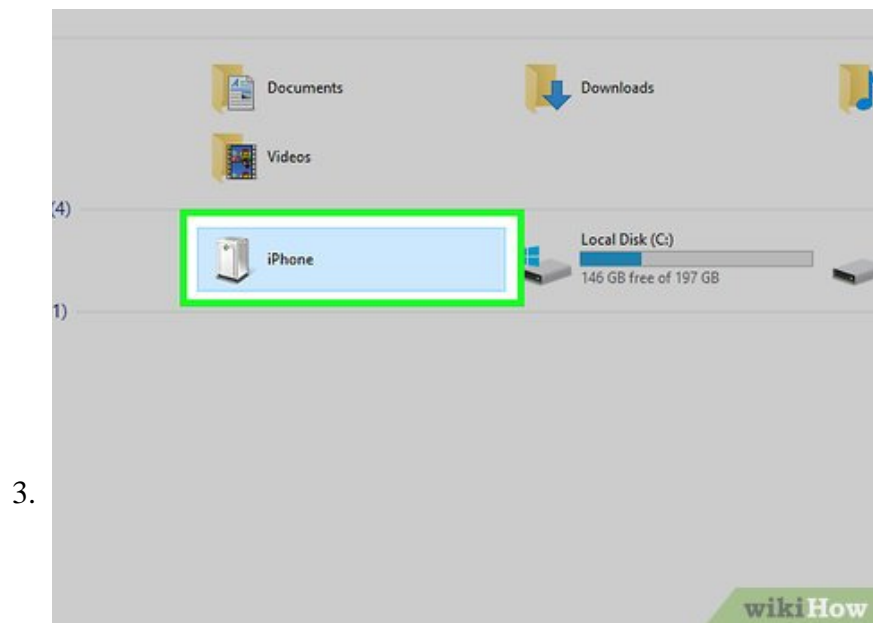 Documents
Downloads
Videos
(4)
iPhone
Local Disk (C:)
146 GB free of 197 GB
1)
3.
wikiHow